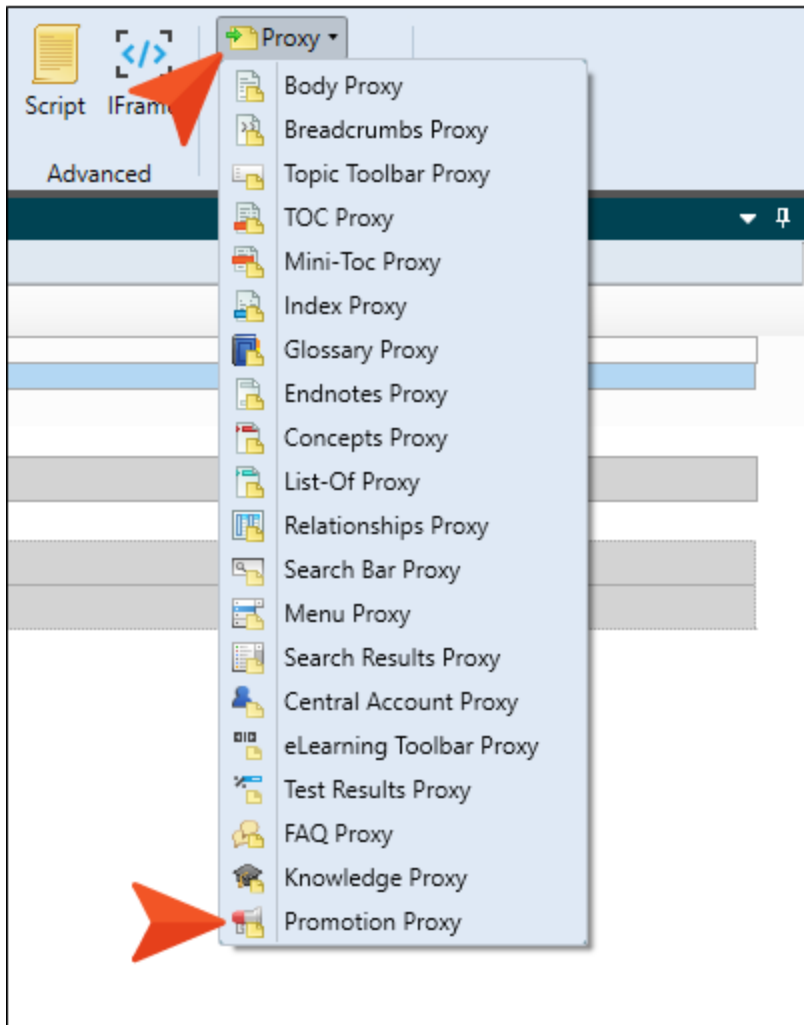 Proxy
Script IFrame
Advanced
Body Proxy
Breadcrumbs Proxy
Topic Toolbar Proxy
TOC Proxy
Mini-Toc Proxy
Index Proxy
Glossary Proxy
Endnotes Proxy
Concepts Proxy
List-Of Proxy
Relationships Proxy
Search Bar Proxy
Menu Proxy
Search Results Proxy
Central Account Proxy
eLearning Toolbar Proxy
Test Results Proxy
FAQ Proxy
Knowledge Proxy
Promotion Proxy